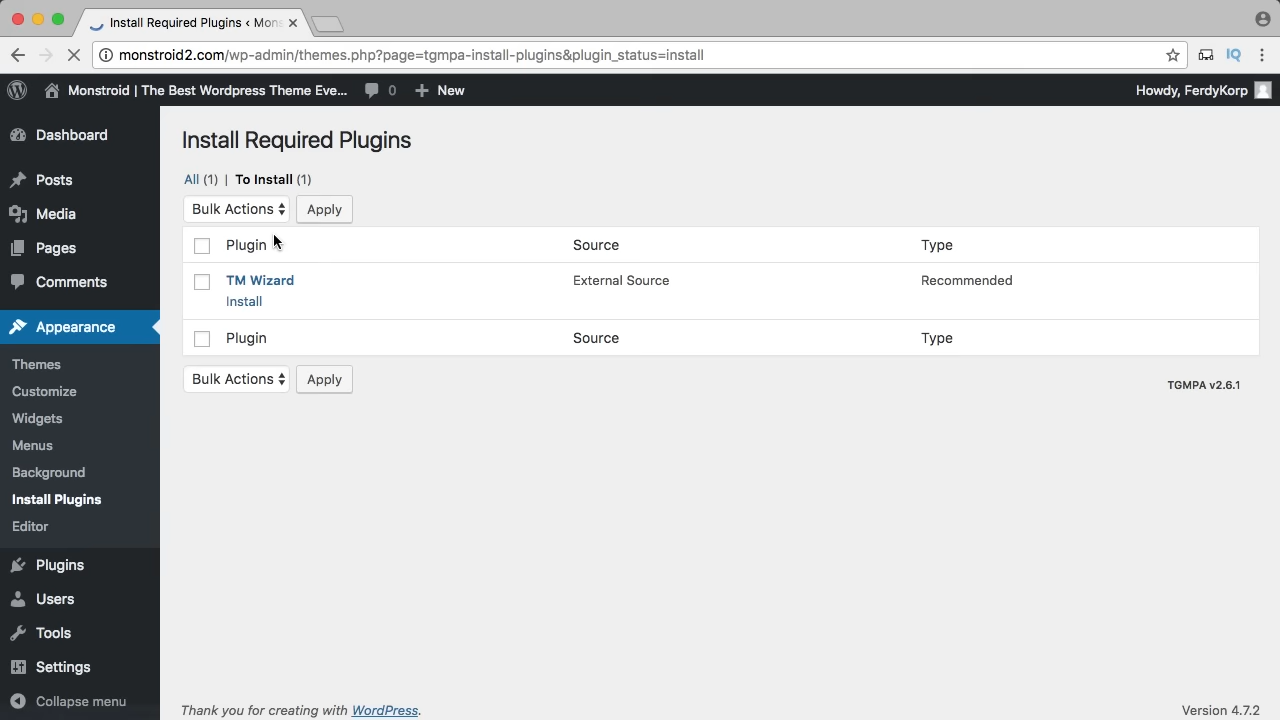 Install Required Plugins ‹ Mons
monstroid2.com/wp-admin/themes.php?page=tgmpa-install-plugins&plugin_status=install
IQ
Monstroid | The Best Wordpress Theme Eve... 0 New Howdy, FerdyKorp
Dashboard
Posts
Media
Pages
Comments
Appearance
Themes
Customize
Widgets
Menus
Background
Install Plugins
Editor
Plugins
Users
Tools
Settings
Collapse menu
Install Required Plugins
All (1) | To Install (1)
Bulk Actions Apply
Plugin Source Type
TM Wizard External Source Recommended
Install
Plugin Source Type
Bulk Actions Apply
TGMPA v2.6.1
Thank you for creating with WordPress. Version 4.7.2